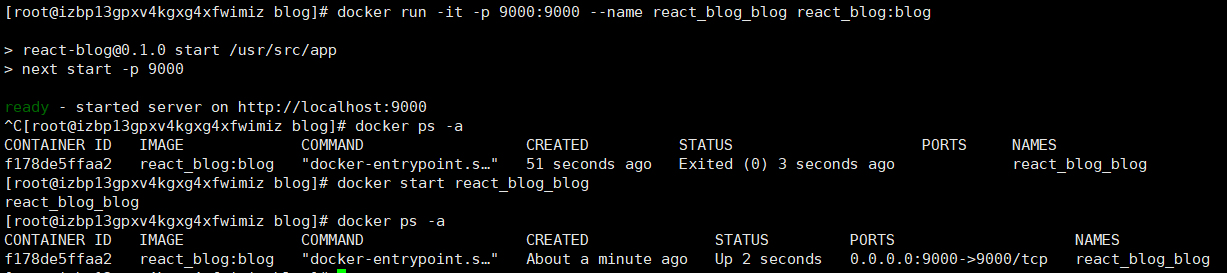 [root@izbp13gpxv4kgxg4xfwimiz blog]# docker run -it -p 9000:9000 --name react_blog_blog react_blog:blog
> react-blog@0.1.0 start /usr/src/app
> next start -p 9000
ready - started server on http://localhost:9000
^C[root@izbp13gpxv4kgxg4xfwimiz blog]# docker ps -a
CONTAINER ID   IMAGE             COMMAND                  CREATED          STATUS                     PORTS     NAMES
f178de5ffaa2   react_blog:blog   "docker-entrypoint.s…"   51 seconds ago   Exited (0) 3 seconds ago             react_blog_blog
[root@izbp13gpxv4kgxg4xfwimiz blog]# docker start react_blog_blog
react_blog_blog
[root@izbp13gpxv4kgxg4xfwimiz blog]# docker ps -a
CONTAINER ID   IMAGE             COMMAND                  CREATED              STATUS         PORTS                    NAMES
f178de5ffaa2   react_blog:blog   "docker-entrypoint.s…"   About a minute ago   Up 2 seconds   0.0.0.0:9000->9000/tcp   react_blog_blog